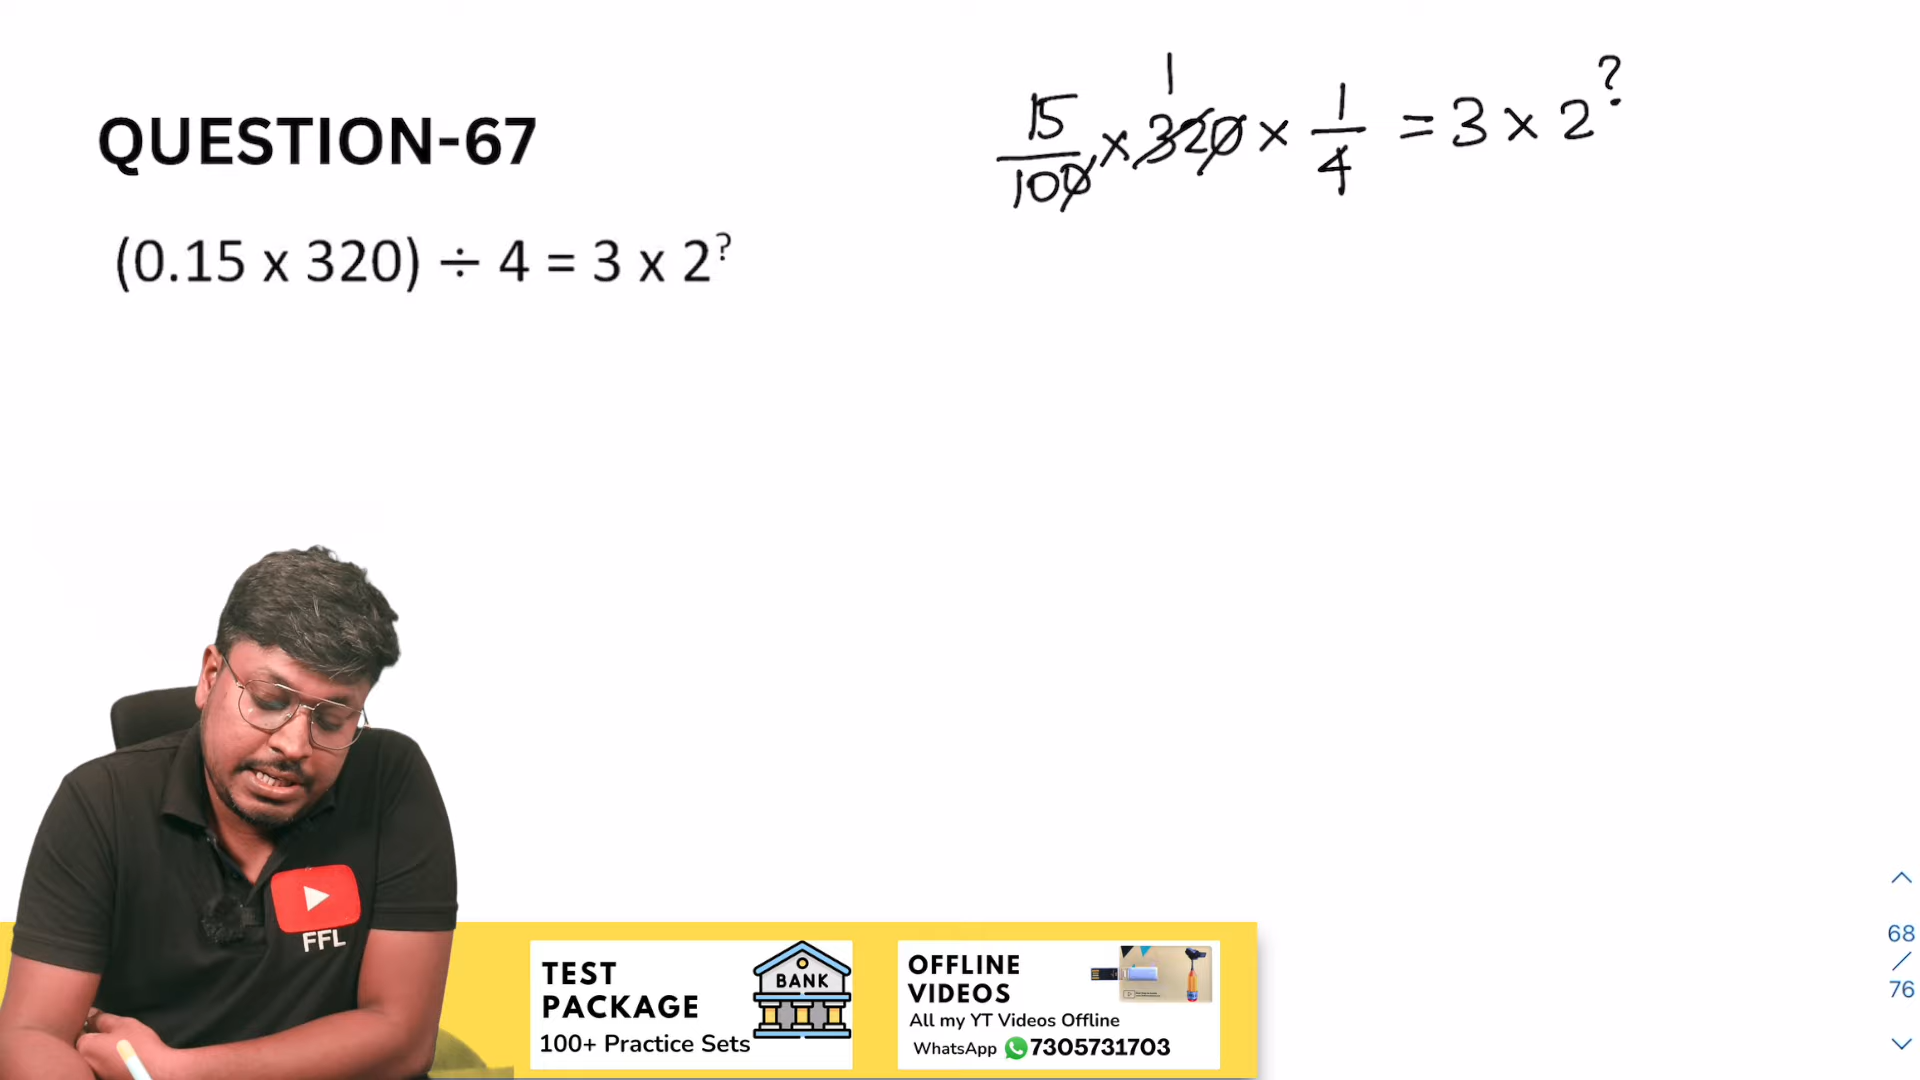 QUESTION-67
(0.15 x 320) ÷ 4 = 3 x 2^?
1
15/100 × 320 × 1/4 = 3 × 2^?
FFL
TEST
PACKAGE
100+ Practice Sets
BANK
OFFLINE
VIDEOS
All my YT Videos Offline
WhatsApp 7305731703
68
/
76